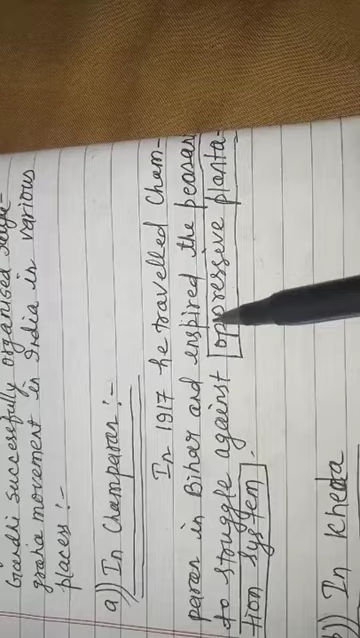 Gandhi successfully organised Satya-
graha movement in India in various
places :-
a)) In Champaran :-
In 1917 he travelled Cham-
paran in Bihar and inspired the peasan
to struggle against oppressive planta-
tion system.
b)) In Kheda